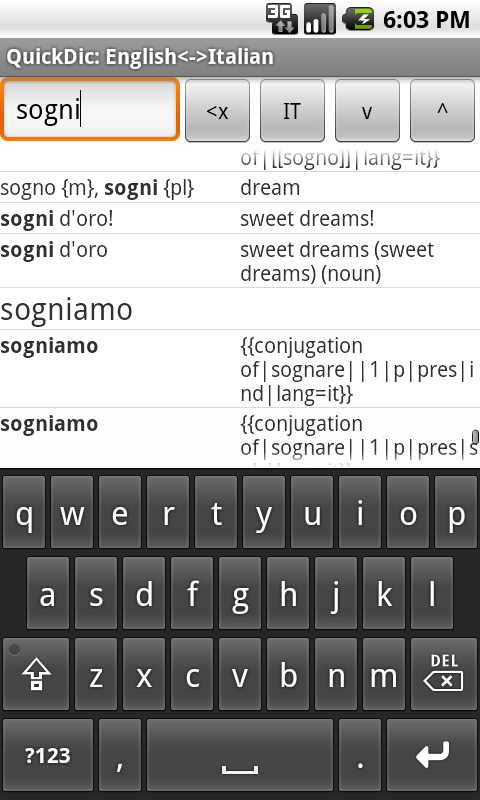 3G 6:03 PM
QuickDic: English<->Italian
sogni <x IT v ^
of|[[sogno]]|lang=it}}
sogno {m}, sogni {pl} dream
sogni d'oro! sweet dreams!
sogni d'oro sweet dreams (sweet
dreams) (noun)
sogniamo
sogniamo {{conjugation
of|sognare||1|p|pres|i
nd|lang=it}}
sogniamo {{conjugation
of|sognare||1|p|pres|s
q w e r t y u i o p
a s d f g h j k l
z x c v b n m DEL
?123 , .